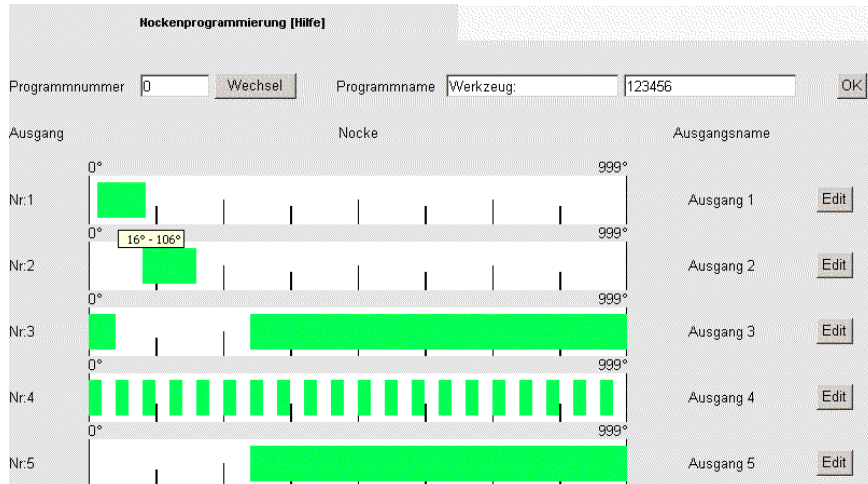 Nockenprogrammierung [Hilfe]
Programmnummer 0 Wechsel Programmname Werkzeug: 123456 OK
Ausgang Nocke Ausgangsname
0° 999°
Nr:1 Ausgang 1 Edit
0° 16° - 106° 999°
Nr:2 Ausgang 2 Edit
0° 999°
Nr:3 Ausgang 3 Edit
0° 999°
Nr:4 Ausgang 4 Edit
0° 999°
Nr:5 Ausgang 5 Edit